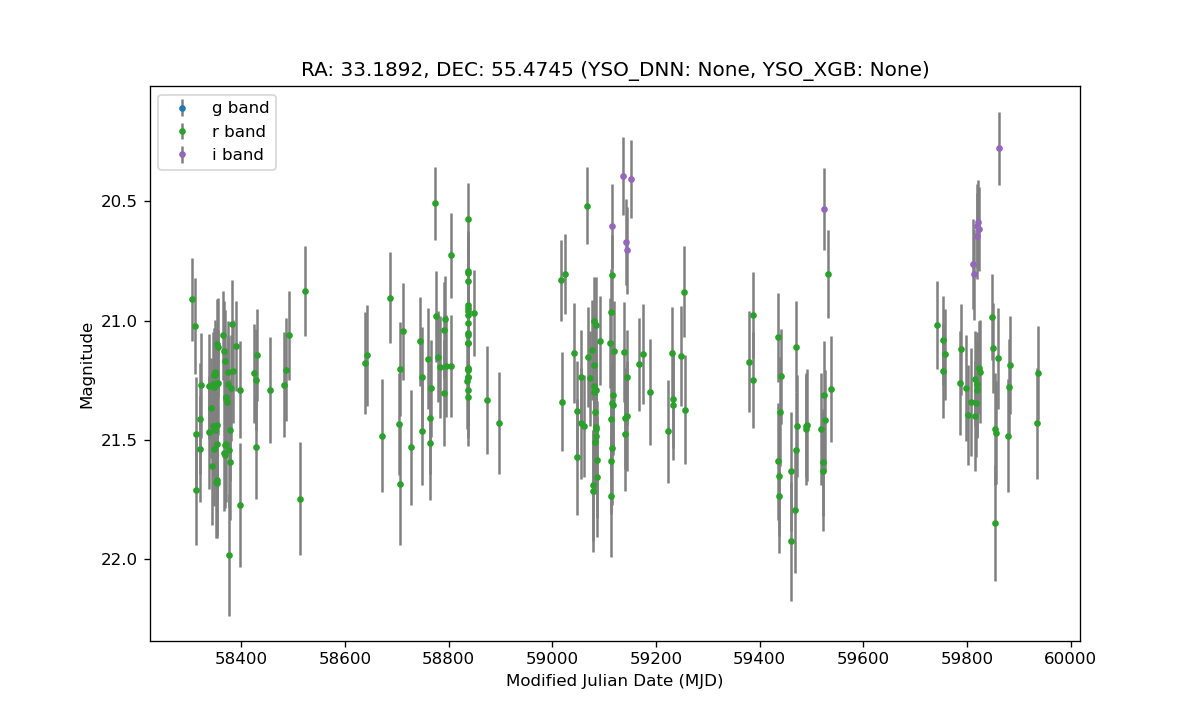 RA: 33.1892, DEC: 55.4745 (YSO_DNN: None, YSO_XGB: None)
g band
r band
i band
20.5
21.0
21.5
22.0
Magnitude
58400 58600 58800 59000 59200 59400 59600 59800 60000
Modified Julian Date (MJD)